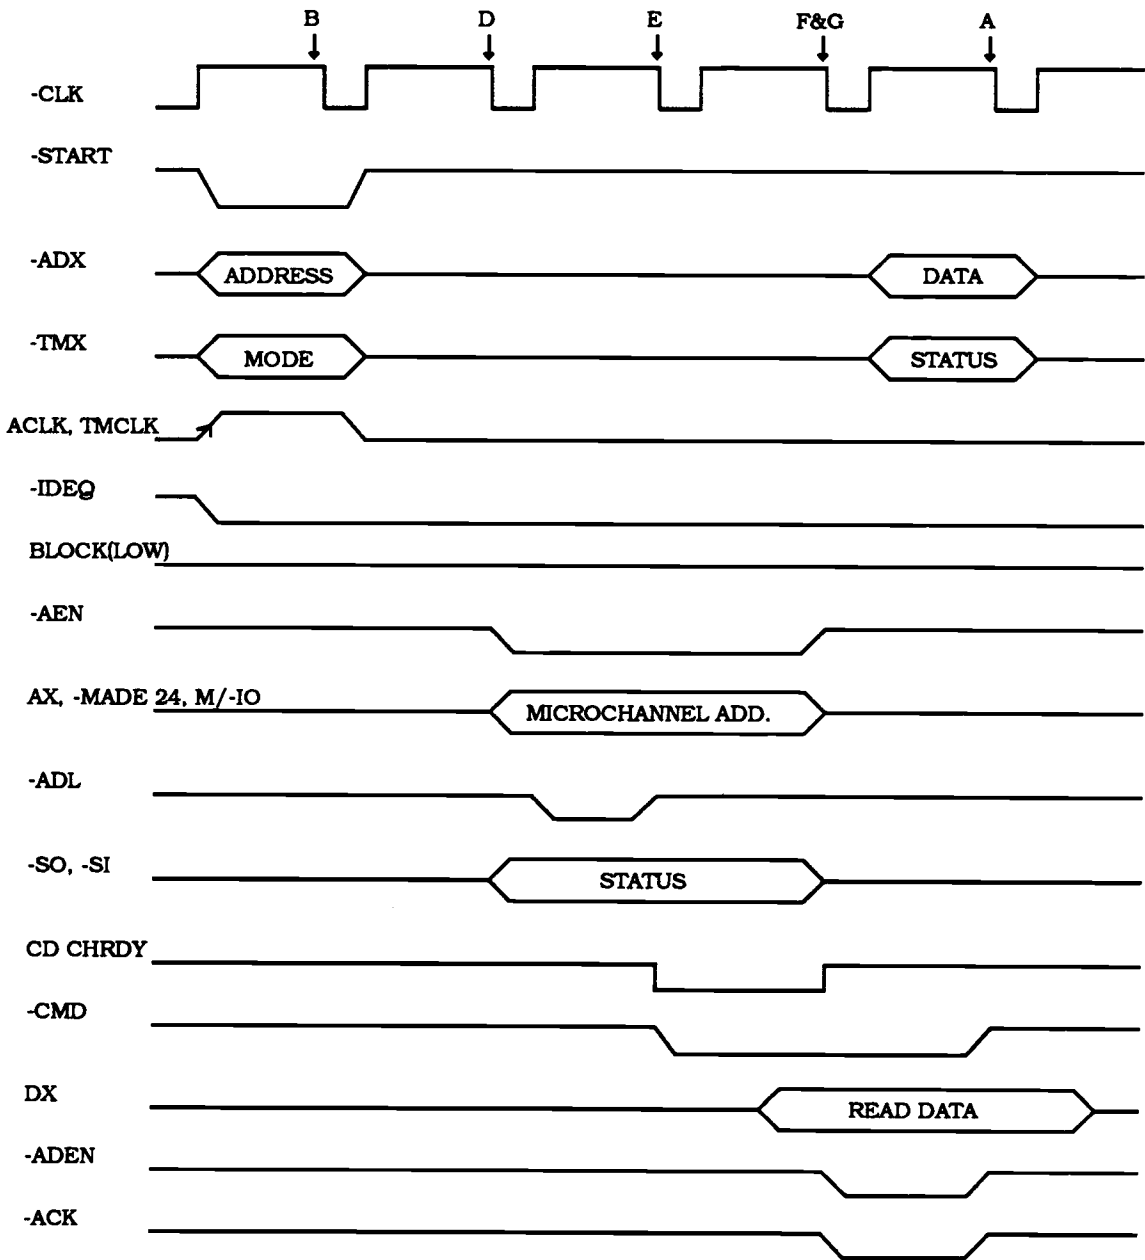 B D E F&G A
-CLK
-START
-ADX ADDRESS DATA
-TMX MODE STATUS
ACLK, TMCLK
-IDEQ
BLOCK(LOW)
-AEN
AX, -MADE 24, M/-IO MICROCHANNEL ADD.
-ADL
-SO, -SI STATUS
CD CHRDY
-CMD
DX READ DATA
-ADEN
-ACK